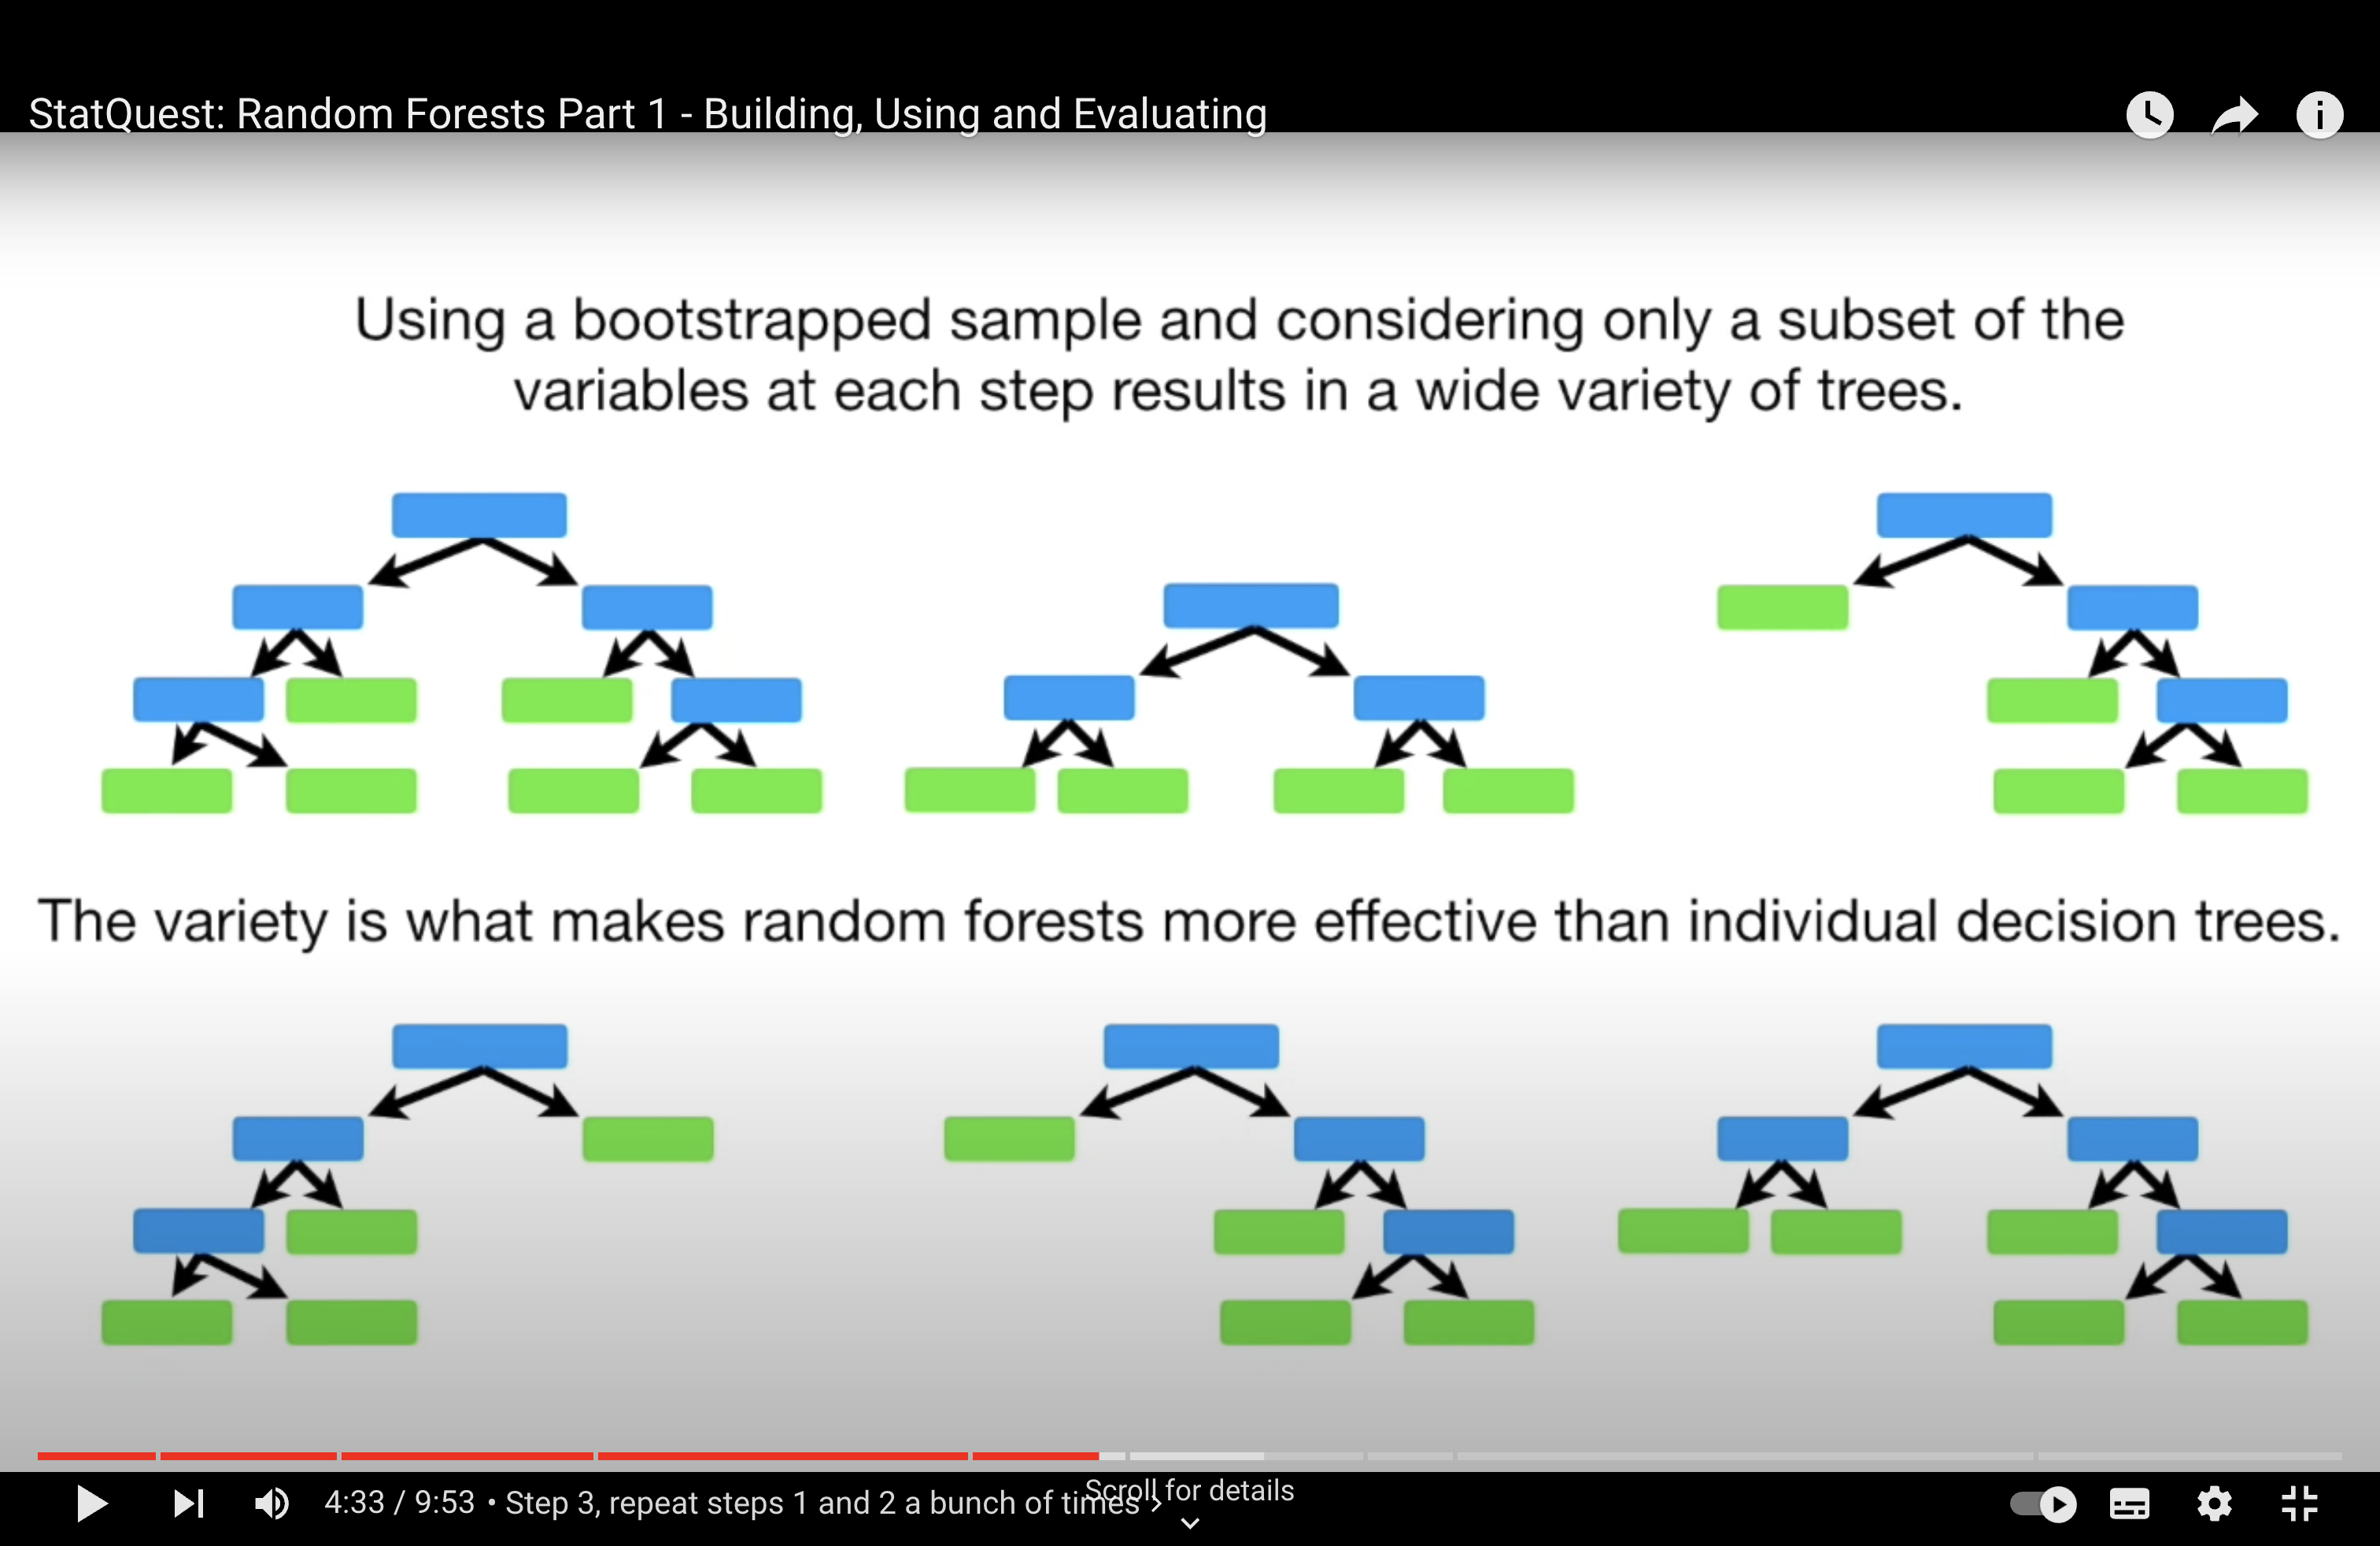 StatQuest: Random Forests Part 1 - Building, Using and Evaluating
Using a bootstrapped sample and considering only a subset of the
variables at each step results in a wide variety of trees.
The variety is what makes random forests more effective than individual decision trees.
4:33 / 9:53 • Step 3, repeat steps 1 and 2 a bunch of times
Scroll for details